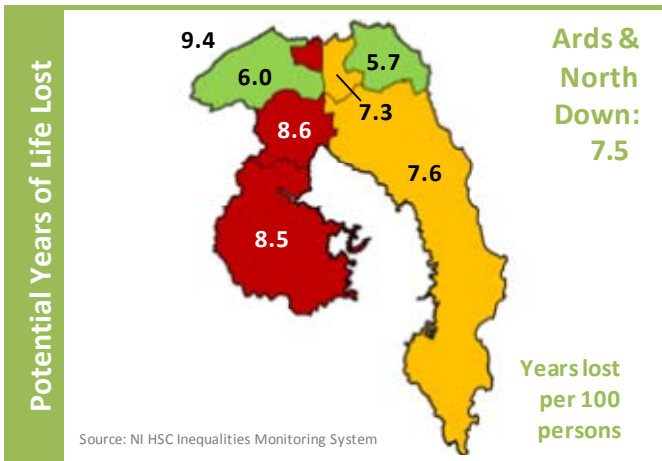 Potential Years of Life Lost
9.4
6.0
5.7
7.3
8.6
7.6
8.5
Ards &
North
Down:
7.5
Years lost
per 100
persons
Source: NI HSC Inequalities Monitoring System